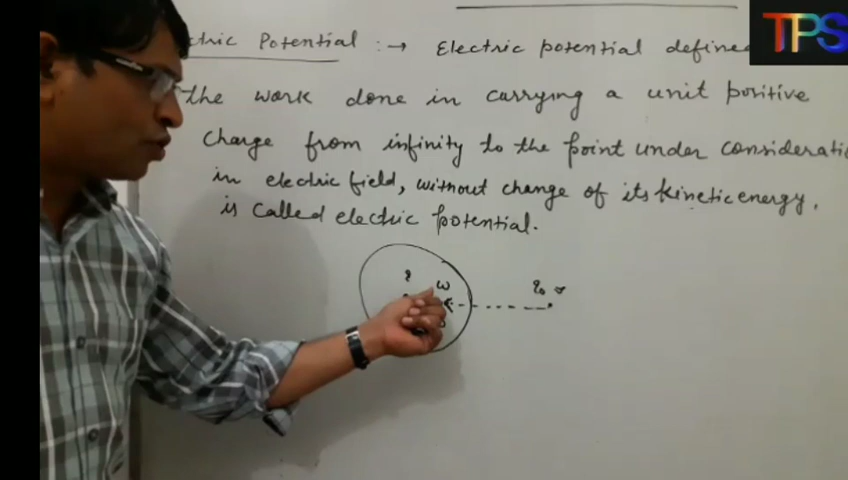 TPS
ctric Potential :→ Electric potential define
the work done in carrying a unit positive
Charge from infinity to the point under consideratio
in electric field, without change of its kinetic energy,
is called electric potential.
q w q₀